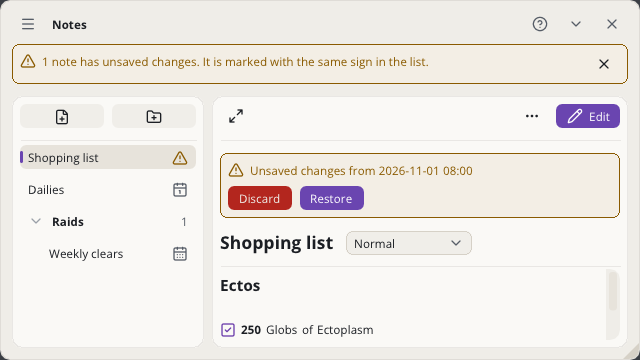 Notes
1 note has unsaved changes. It is marked with the same sign in the list.
Shopping list
Dailies
Raids 1
Weekly clears
Edit
Unsaved changes from 2026-11-01 08:00
Discard Restore
Shopping list Normal
Ectos
250 Globs of Ectoplasm